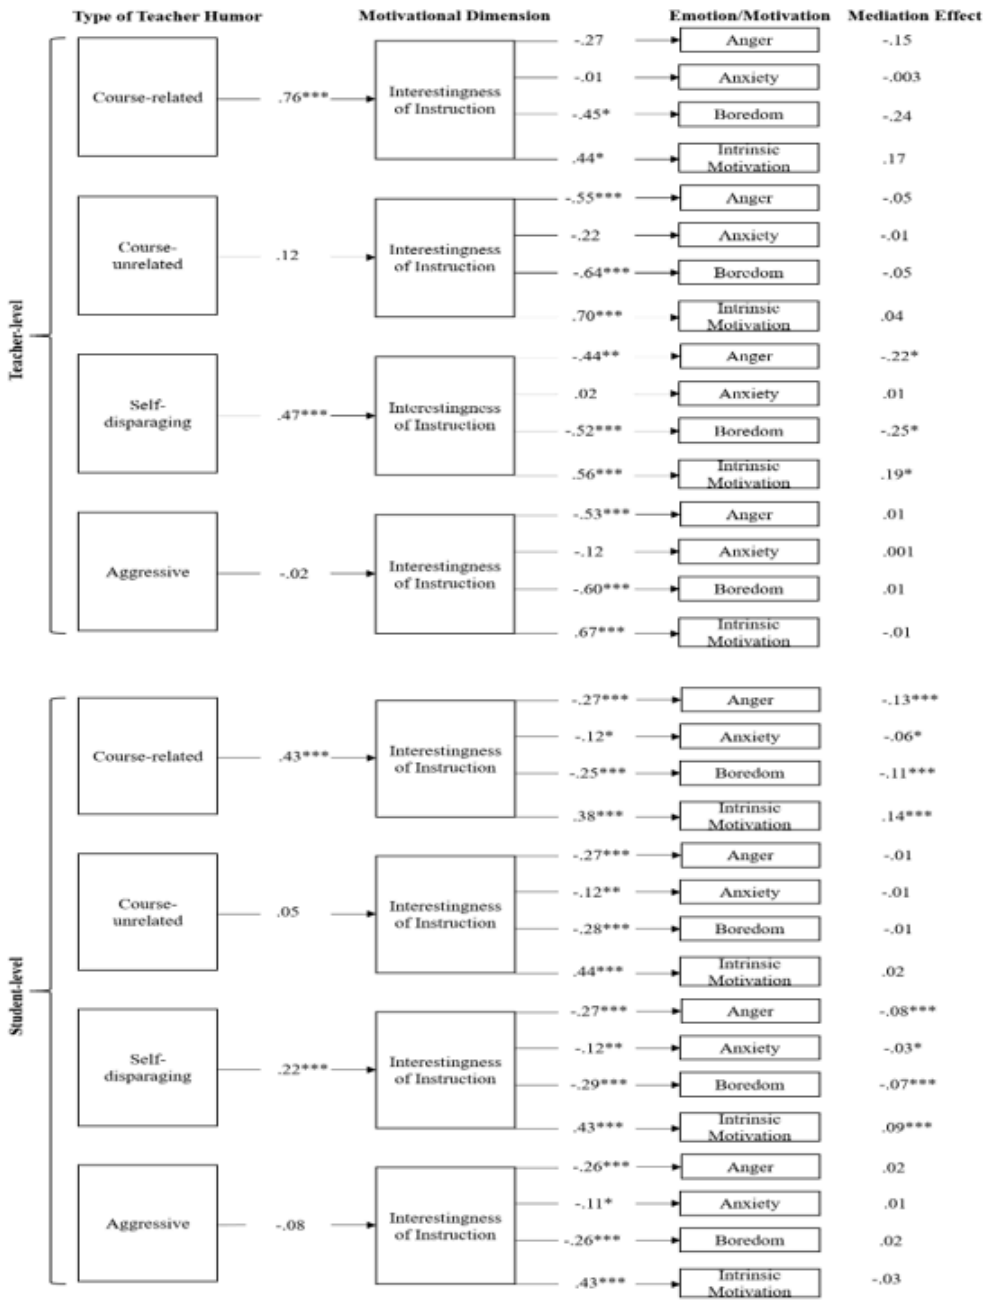 Type of Teacher Humor Motivational Dimension Emotion/Motivation Mediation Effect
Teacher-level
Course-related .76*** Interestingness of Instruction
-.27 Anger -.15
-.01 Anxiety -.003
-.45* Boredom -.24
.44* Intrinsic Motivation .17
Course-unrelated .12 Interestingness of Instruction
-.55*** Anger -.05
-.22 Anxiety -.01
-.64*** Boredom -.05
.70*** Intrinsic Motivation .04
Self-disparaging .47*** Interestingness of Instruction
-.44** Anger -.22*
.02 Anxiety .01
-.52*** Boredom -.25*
.56*** Intrinsic Motivation .19*
Aggressive -.02 Interestingness of Instruction
-.53*** Anger .01
-.12 Anxiety .001
-.60*** Boredom .01
.67*** Intrinsic Motivation -.01
Student-level
Course-related .43*** Interestingness of Instruction
-.27*** Anger -.13***
-.12* Anxiety -.06*
-.25*** Boredom -.11***
.38*** Intrinsic Motivation .14***
Course-unrelated .05 Interestingness of Instruction
-.27*** Anger -.01
-.12** Anxiety -.01
-.28*** Boredom -.01
.44*** Intrinsic Motivation .02
Self-disparaging .22*** Interestingness of Instruction
-.27*** Anger -.08***
-.12** Anxiety -.03*
-.29*** Boredom -.07***
.43*** Intrinsic Motivation .09***
Aggressive -.08 Interestingness of Instruction
-.26*** Anger .02
-.11* Anxiety .01
-.26*** Boredom .02
.43*** Intrinsic Motivation -.03